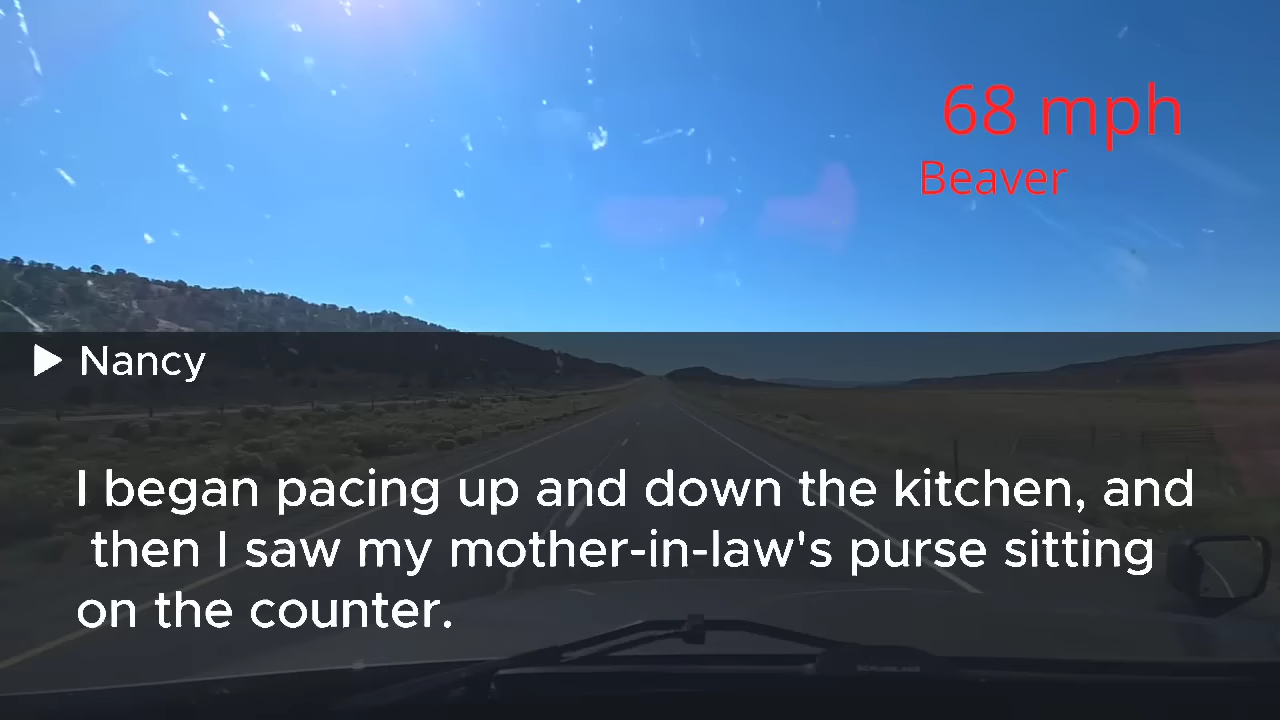 68 mph
Beaver
Nancy
I began pacing up and down the kitchen, and
then I saw my mother-in-law's purse sitting
on the counter.